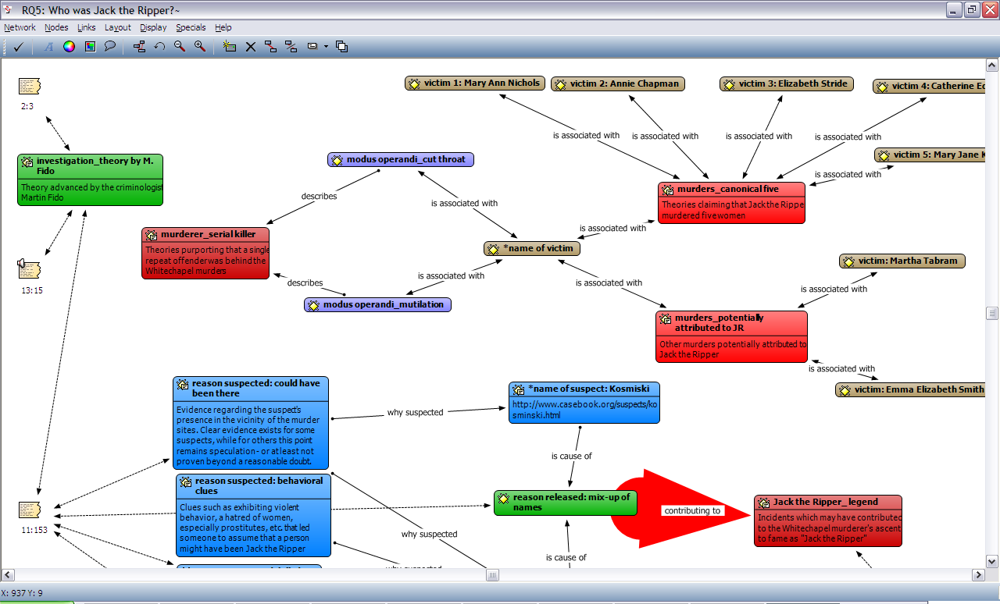 RQ5: Who was Jack the Ripper?~
Network Nodes Links Layout Display Specials Help
2:3
victim 1: Mary Ann Nichols
victim 2: Annie Chapman
victim 3: Elizabeth Stride
victim 4: Catherine Ed
is associated with
is associated with
is associated with
is associated with
victim 5: Mary Jane K
is associated with
investigation_theory by M.
Fido
Theory advanced by the criminologist
Martin Fido
modus operandi_cut throat
describes
is associated with
murders_canonical five
Theories claiming that Jack the Rippe
murdered five women
is associated with
murderer_serial killer
Theories purporting that a single
repeat offender was behind the
Whitechapel murders
*name of victim
is associated with
describes
is associated with
victim: Martha Tabram
is associated with
13:15
modus operandi_mutilation
murders_potentially
attributed to JR
Other murders potentially attributed to
Jack the Ripper
is associated with
victim: Emma Elizabeth Smith
reason suspected: could have
been there
Evidence regarding the suspect's
presence in the vicinity of the murder
sites. Clear evidence exists for some
suspects, while for others this point
remains speculation - or at least not
proven beyond a reasonable doubt.
why suspected
*name of suspect: Kosmiski
http://www.casebook.org/suspects/ko
sminski.html
is cause of
reason suspected: behavioral
clues
Clues such as exhibiting violent
behavior, a hatred of women,
especially prostitutes, etc. that led
someone to assume that a person
might have been Jack the Ripper
why suspected
reason released: mix-up of
names
contributing to
Jack the Ripper_legend
Incidents which may have contributed
to the Whitechapel murderer's ascent
to fame as "Jack the Ripper"
11:153
is cause of
why suspected
X: 937 Y: 9